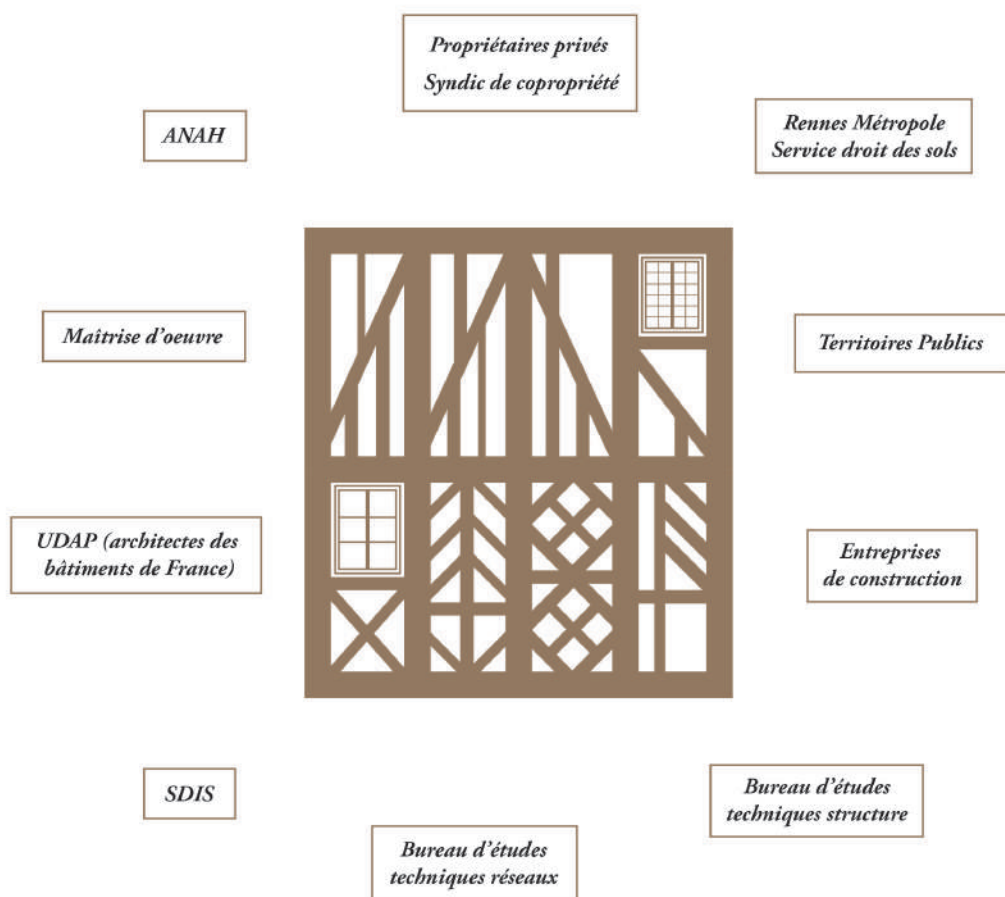 Propriétaires privés
Syndic de copropriété
ANAH
Rennes Métropole
Service droit des sols
Maîtrise d'oeuvre
Territoires Publics
UDAP (architectes des
bâtiments de France)
Entreprises
de construction
SDIS
Bureau d'études
techniques structure
Bureau d'études
techniques réseaux